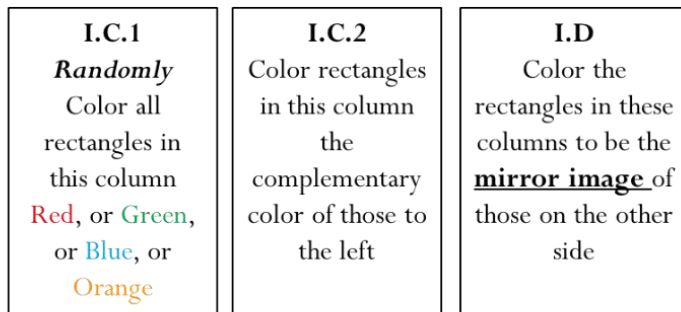 I.C.1
Randomly
Color all
rectangles in
this column
Red, or Green,
or Blue, or
Orange
I.C.2
Color rectangles
in this column
the
complementary
color of those to
the left
I.D
Color the
rectangles in these
columns to be the
mirror image of
those on the other
side